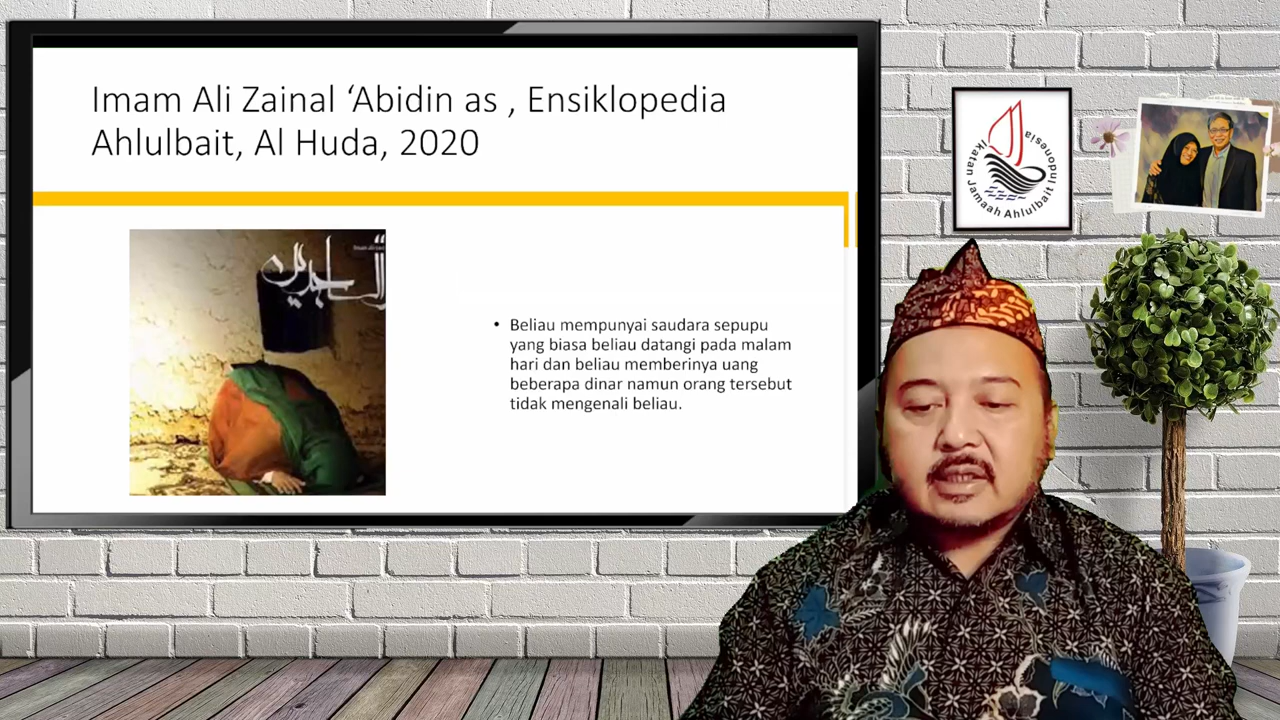 Imam Ali Zainal ‘Abidin as , Ensiklopedia
Ahlulbait, Al Huda, 2020
الساجدين
• Beliau mempunyai saudara sepupu
yang biasa beliau datangi pada malam
hari dan beliau memberinya uang
beberapa dinar namun orang tersebut
tidak mengenali beliau.
Ikatan Jamaah Ahlulbait Indonesia